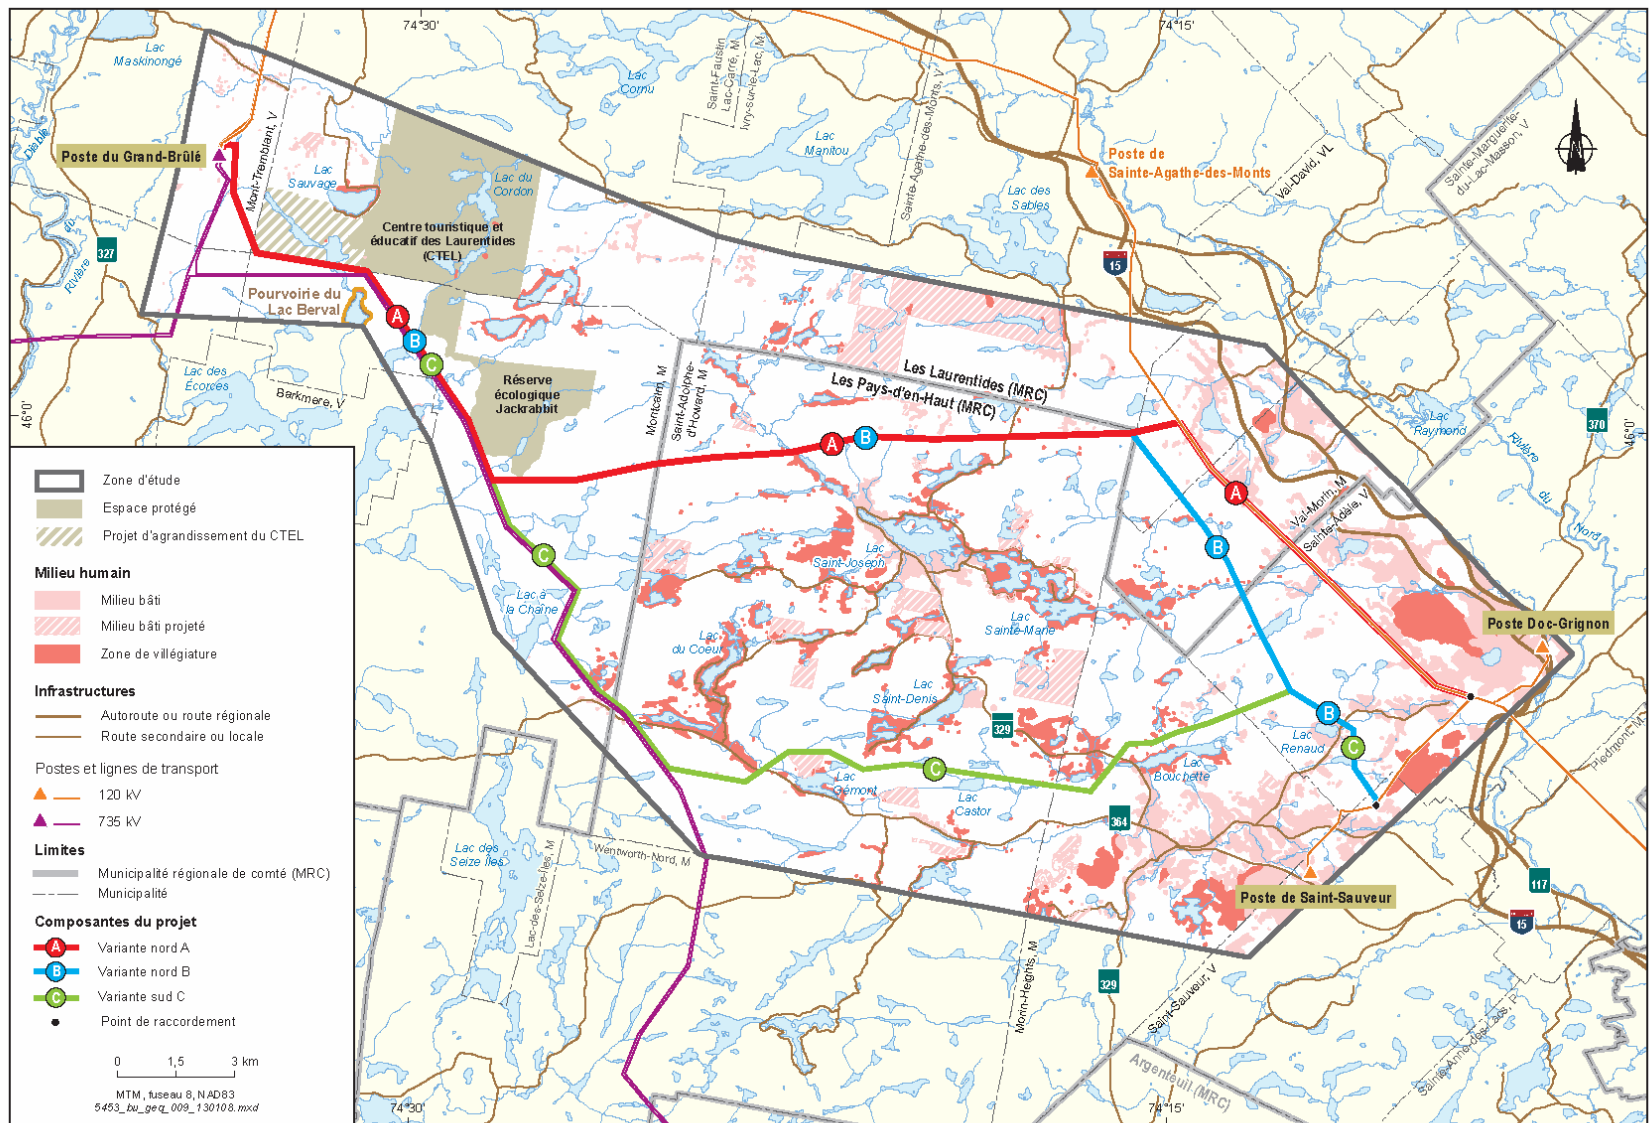 74°30'
74°15'
Lac
Maskinongé
Diable
Poste du Grand-Brûlé
Mont-Tremblant, V
Lac
Sauvage
Lac du
Cordon
Centre touristique et
éducatif des Laurentides
(CTEL)
327
Rivière
du
Pourvoirie du
Lac Berval
Lac
Cornu
Saint-Faustin
Lac-Carré, M
Ivry-sur-le-Lac, M
Lac
Manitou
Sainte-Agathe-des-Monts, V
Lac des
Sables
Poste de
Sainte-Agathe-des-Monts
Val-David, VL
Sainte-Marguerite-
du-Lac-Masson, V
15
A
B
C
Lac des
Écorces
Barkmere, V
46°0'
Réserve
écologique
Jackrabbit
Montcalm, M
Saint-Adolphe-
d'Howard, M
Les Laurentides (MRC)
Les Pays-d'en-Haut (MRC)
Lac
Raymond
370
46°0'
Rivière
du
Nord
A
B
A
B
C
Val-Morin, M
Sainte-Adèle, V
Lac
Saint-Joseph
Lac à
la Chaîne
Lac
Sainte-Marie
Lac
du Coeur
Lac
Saint-Denis
Poste Doc-Grignon
329
B
C
Lac
Renaud
Lac
Bouchette
C
Lac
Gémont
Lac
Castor
364
Piedmont, M
Lac des
Seize Îles
Wentworth-Nord, M
Lac-des-Seize-Îles, M
Poste de Saint-Sauveur
117
15
329
Morin-Heights, M
Saint-Sauveur, V
Sainte-Anne-des-Lacs, P
Argenteuil (MRC)
74°30'
74°15'
Zone d'étude
Espace protégé
Projet d'agrandissement du CTEL
Milieu humain
Milieu bâti
Milieu bâti projeté
Zone de villégiature
Infrastructures
Autoroute ou route régionale
Route secondaire ou locale
Postes et lignes de transport
120 kV
735 kV
Limites
Municipalité régionale de comté (MRC)
Municipalité
Composantes du projet
A Variante nord A
B Variante nord B
C Variante sud C
Point de raccordement
0 1,5 3 km
MTM, fuseau 8, NAD83
5453_bu_geq_009_130108.mxd